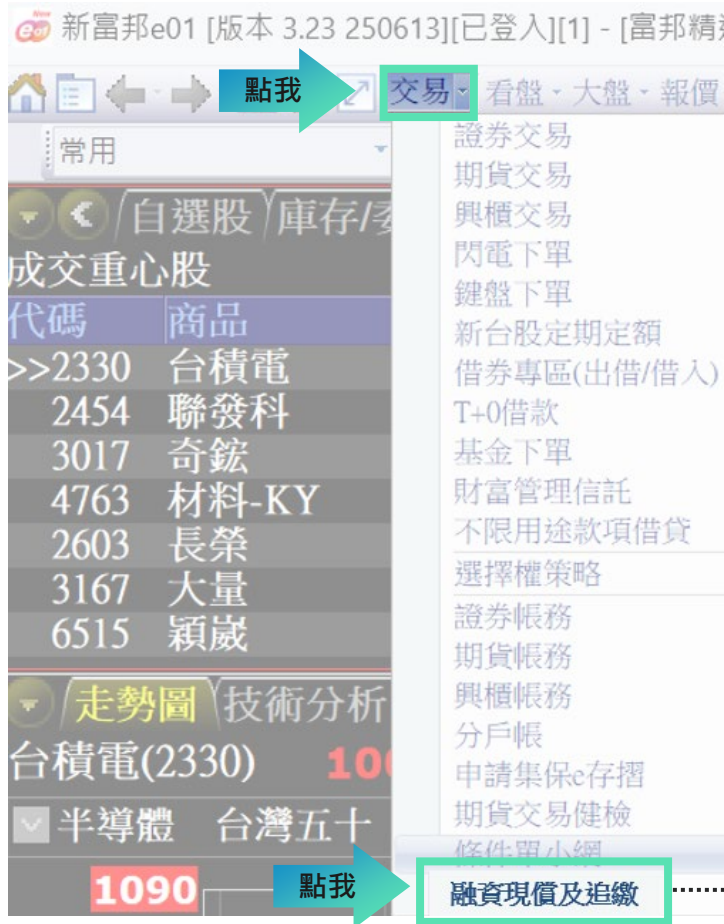 新富邦e01 [版本 3.23 250613][已登入][1] - [富邦精
點我
交易 看盤 大盤 報價
常用
證券交易
期貨交易
興櫃交易
閃電下單
鍵盤下單
新台股定期定額
借券專區(出借/借入)
T+0借款
基金下單
財富管理信託
不限用途款項借貸
選擇權策略
證券帳務
期貨帳務
興櫃帳務
分戶帳
申請集保e存摺
期貨交易健檢
條件單小網
融資現償及追繳
自選股 庫存/委
成交重心股
代碼 商品
>>2330 台積電
2454 聯發科
3017 奇鋐
4763 材料-KY
2603 長榮
3167 大量
6515 穎崴
走勢圖 技術分析
台積電(2330) 10
半導體 台灣五十
1090
點我